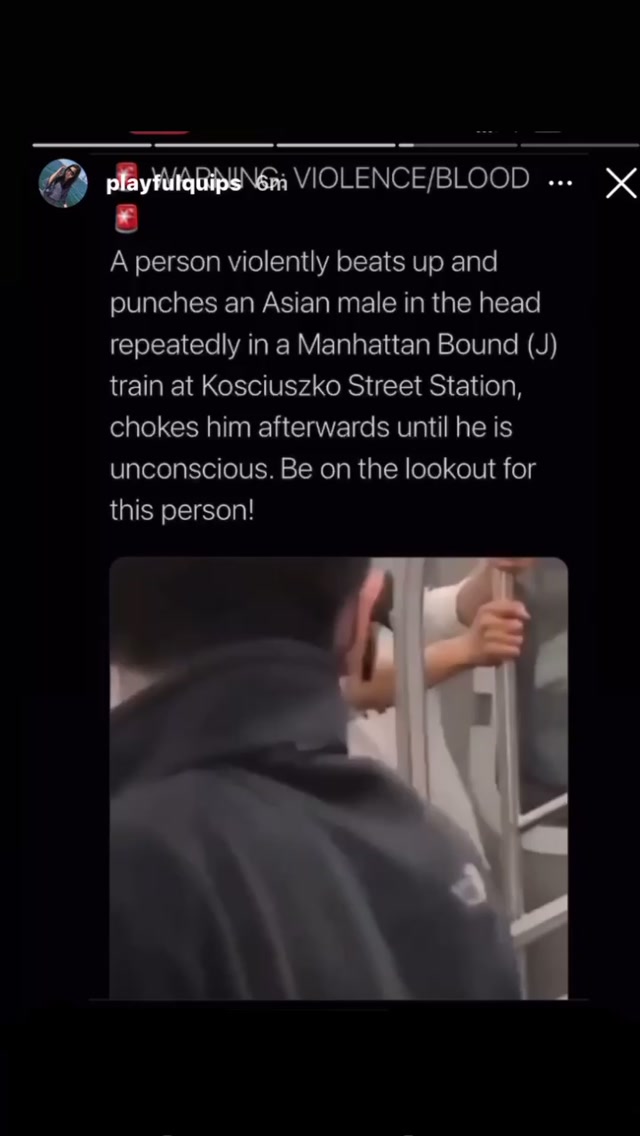 🚨 WARNING: VIOLENCE/BLOOD
playfulquips 6m
🚨
A person violently beats up and
punches an Asian male in the head
repeatedly in a Manhattan Bound (J)
train at Kosciuszko Street Station,
chokes him afterwards until he is
unconscious. Be on the lookout for
this person!